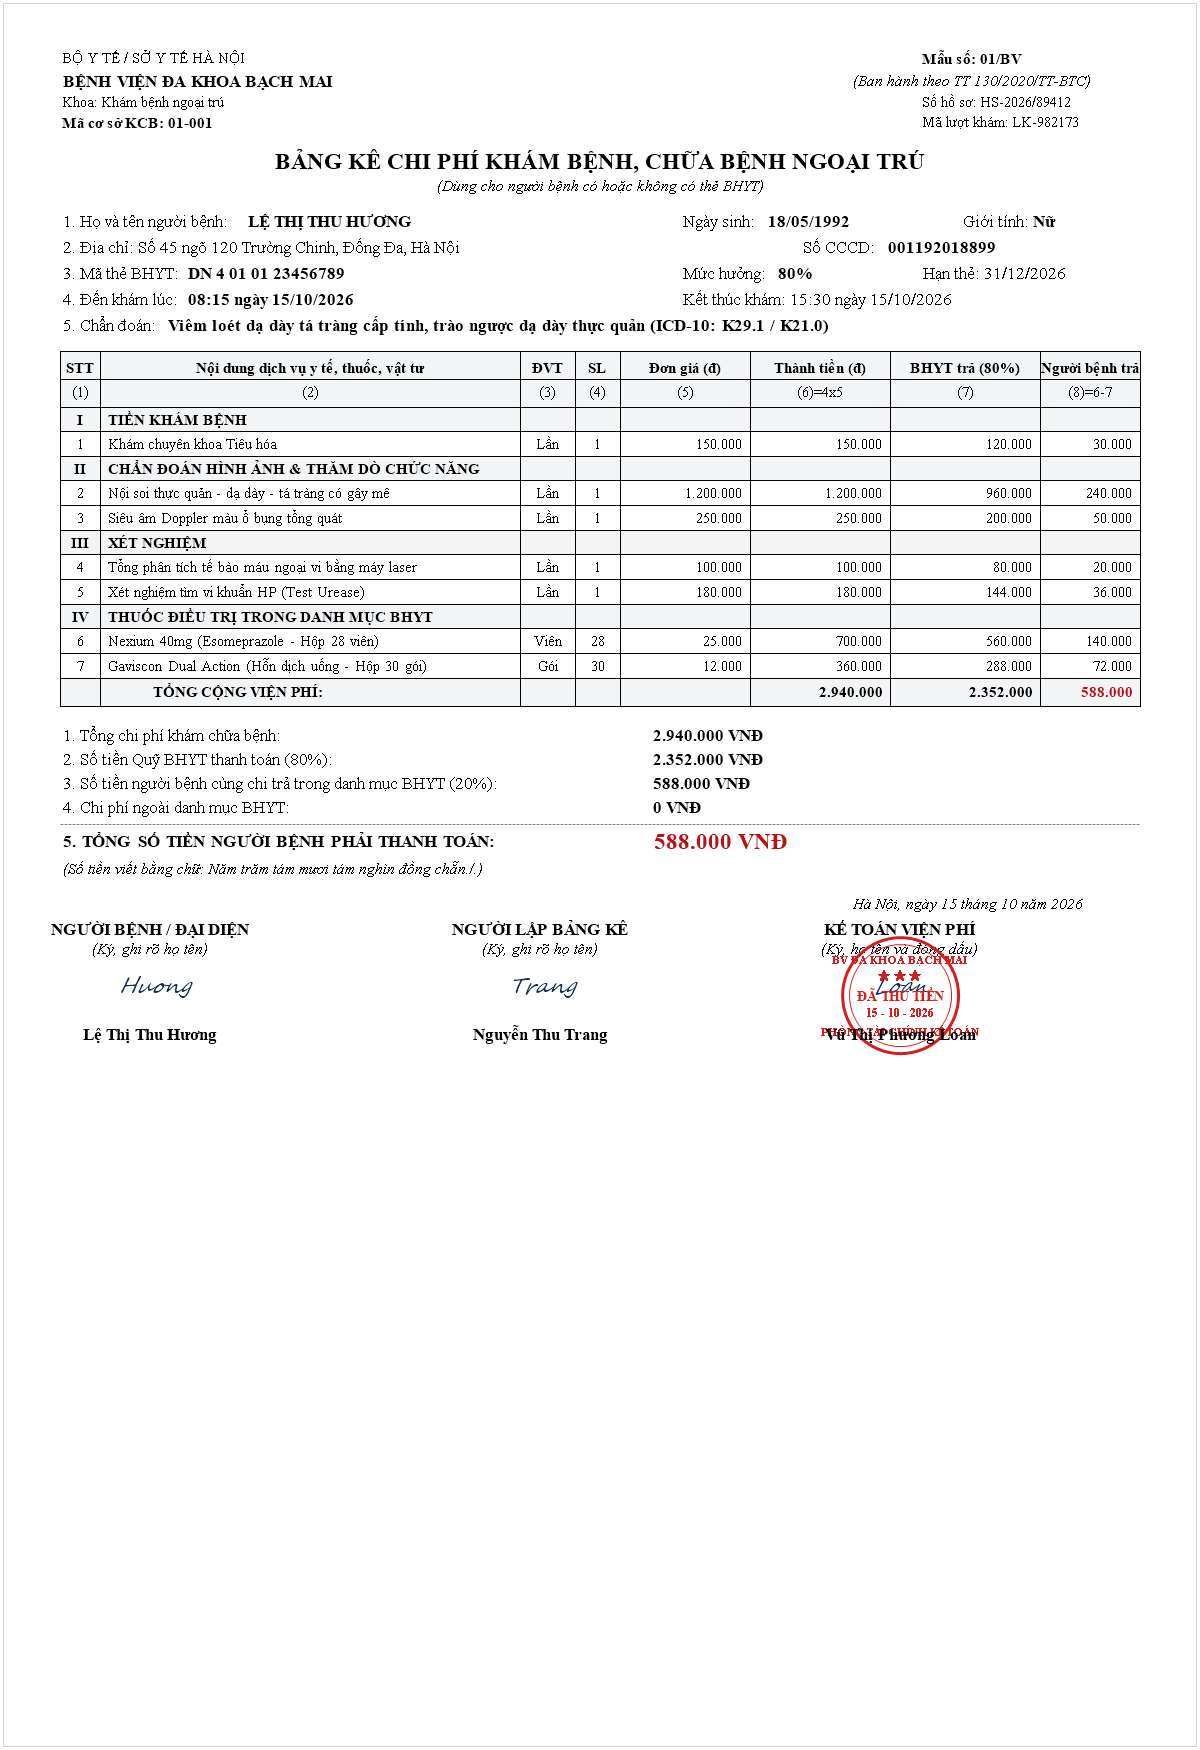 BỘ Y TẾ / SỞ Y TẾ HÀ NỘI
Mẫu số: 01/BV
BỆNH VIỆN ĐA KHOA BẠCH MAI
(Ban hành theo TT 130/2020/TT-BTC)
Khoa: Khám bệnh ngoại trú
Số hồ sơ: HS-2026/89412
Mã cơ sở KCB: 01-001
Mã lượt khám: LK-982173
BẢNG KÊ CHI PHÍ KHÁM BỆNH, CHỮA BỆNH NGOẠI TRÚ
(Dùng cho người bệnh có hoặc không có thẻ BHYT)
1. Họ và tên người bệnh: LỆ THỊ THU HƯƠNG Ngày sinh: 18/05/1992 Giới tính: Nữ
2. Địa chỉ: Số 45 ngõ 120 Trường Chinh, Đống Đa, Hà Nội Số CCCD: 001192018899
3. Mã thẻ BHYT: DN 4 01 01 23456789 Mức hưởng: 80% Hạn thẻ: 31/12/2026
4. Đến khám lúc: 08:15 ngày 15/10/2026 Kết thúc khám: 15:30 ngày 15/10/2026
5. Chẩn đoán: Viêm loét dạ dày tá tràng cấp tính, trào ngược dạ dày thực quản (ICD-10: K29.1 / K21.0)
STT Nội dung dịch vụ y tế, thuốc, vật tư ĐVT SL Đơn giá (đ) Thành tiền (đ) BHYT trả (80%) Người bệnh trả
(1) (2) (3) (4) (5) (6)=4x5 (7) (8)=6-7
I TIỀN KHÁM BỆNH
1 Khám chuyên khoa Tiêu hóa Lần 1 150.000 150.000 120.000 30.000
II CHẨN ĐOÁN HÌNH ẢNH & THĂM DÒ CHỨC NĂNG
2 Nội soi thực quản - dạ dày - tá tràng có gây mê Lần 1 1.200.000 1.200.000 960.000 240.000
3 Siêu âm Doppler màu ổ bụng tổng quát Lần 1 250.000 250.000 200.000 50.000
III XÉT NGHIỆM
4 Tổng phân tích tế bào máu ngoại vi bằng máy laser Lần 1 100.000 100.000 80.000 20.000
5 Xét nghiệm tìm vi khuẩn HP (Test Urease) Lần 1 180.000 180.000 144.000 36.000
IV THUỐC ĐIỀU TRỊ TRONG DANH MỤC BHYT
6 Nexium 40mg (Esomeprazole - Hộp 28 viên) Viên 28 25.000 700.000 560.000 140.000
7 Gaviscon Dual Action (Hỗn dịch uống - Hộp 30 gói) Gói 30 12.000 360.000 288.000 72.000
TỔNG CỘNG VIỆN PHÍ: 2.940.000 2.352.000 588.000
1. Tổng chi phí khám chữa bệnh: 2.940.000 VNĐ
2. Số tiền Quỹ BHYT thanh toán (80%): 2.352.000 VNĐ
3. Số tiền người bệnh cùng chi trả trong danh mục BHYT (20%): 588.000 VNĐ
4. Chi phí ngoài danh mục BHYT: 0 VNĐ
5. TỔNG SỐ TIỀN NGƯỜI BỆNH PHẢI THANH TOÁN: 588.000 VNĐ
(Số tiền viết bằng chữ: Năm trăm tám mươi tám nghìn đồng chẵn./.)
Hà Nội, ngày 15 tháng 10 năm 2026
NGƯỜI BỆNH / ĐẠI DIỆN NGƯỜI LẬP BẢNG KÊ KẾ TOÁN VIỆN PHÍ
(Ký, ghi rõ họ tên) (Ký, ghi rõ họ tên) (Ký, họ tên và đóng dấu)
BV ĐA KHOA BẠCH MAI
Huong Trang Loan
ĐÃ THU TIỀN
15 - 10 - 2026
PHÒNG TÀI CHÍNH KẾ TOÁN
Lệ Thị Thu Hương Nguyễn Thu Trang Vũ Thị Phương Loan